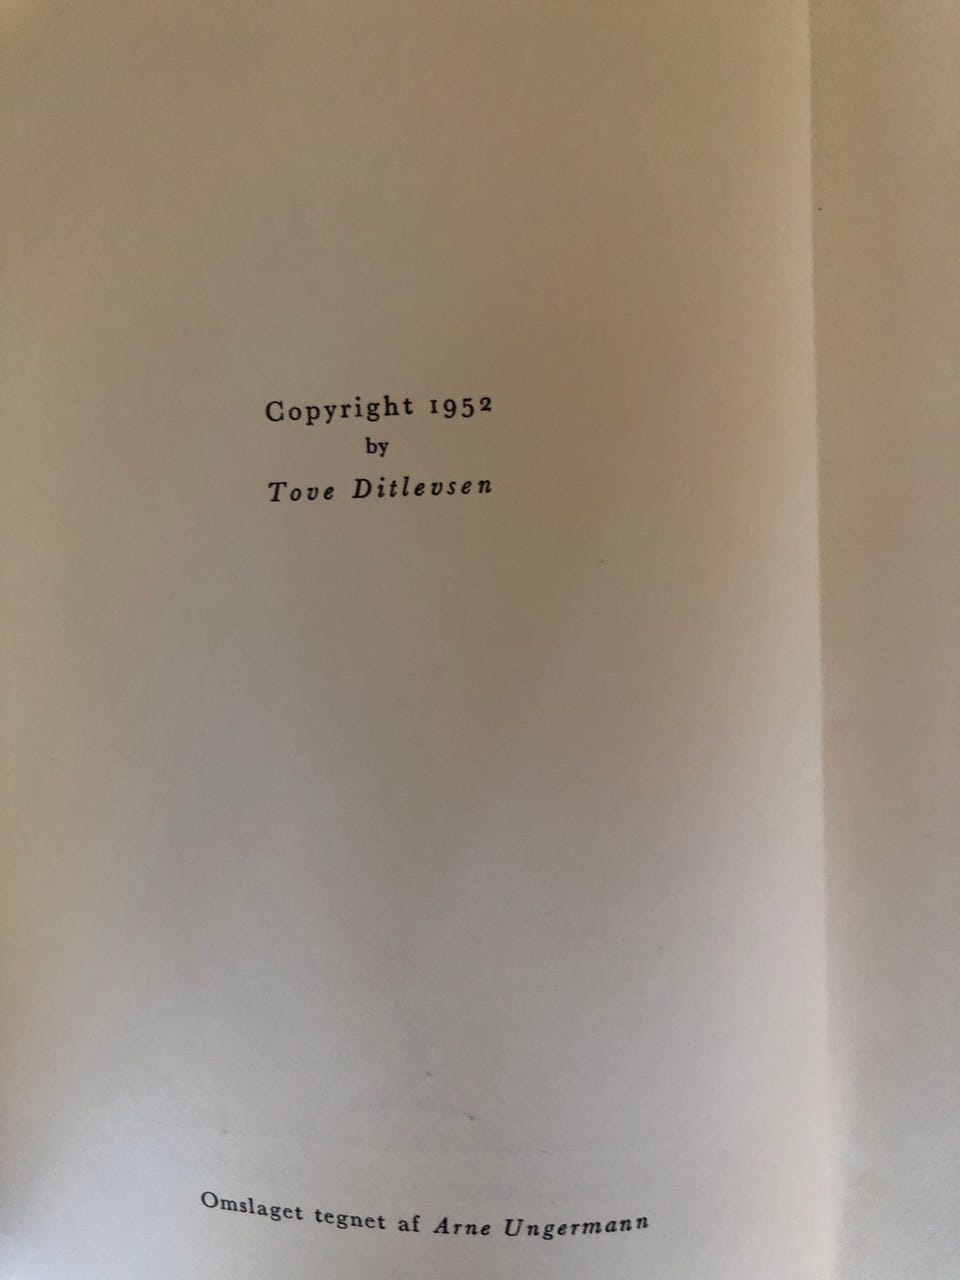 Copyright 1952
by
Tove Ditlevsen
Omslaget tegnet af Arne Ungermann